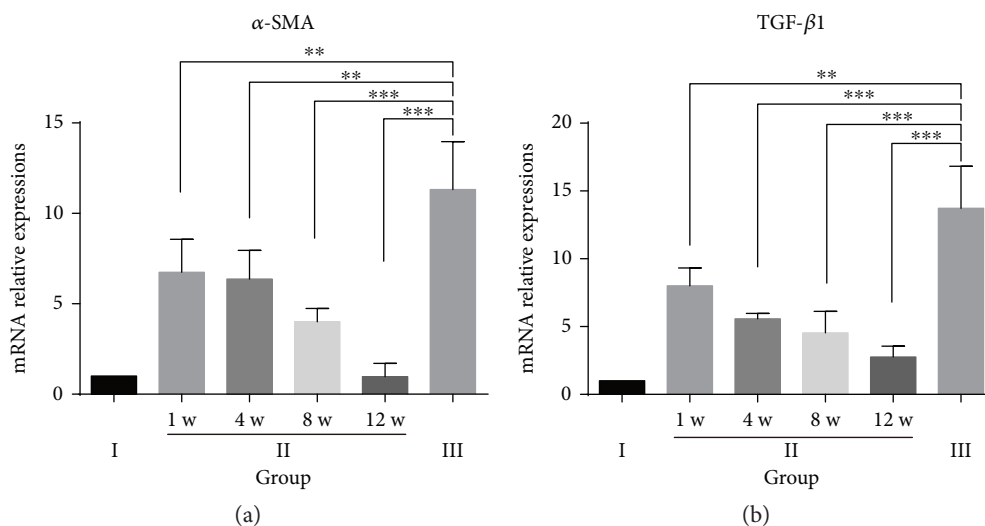 α-SMA
**
**
***
***
15
10
5
0
mRNA relative expressions
1 w 4 w 8 w 12 w
I II III
Group
(a)
TGF-β1
**
***
***
***
20
15
10
5
0
mRNA relative expressions
1 w 4 w 8 w 12 w
I II III
Group
(b)